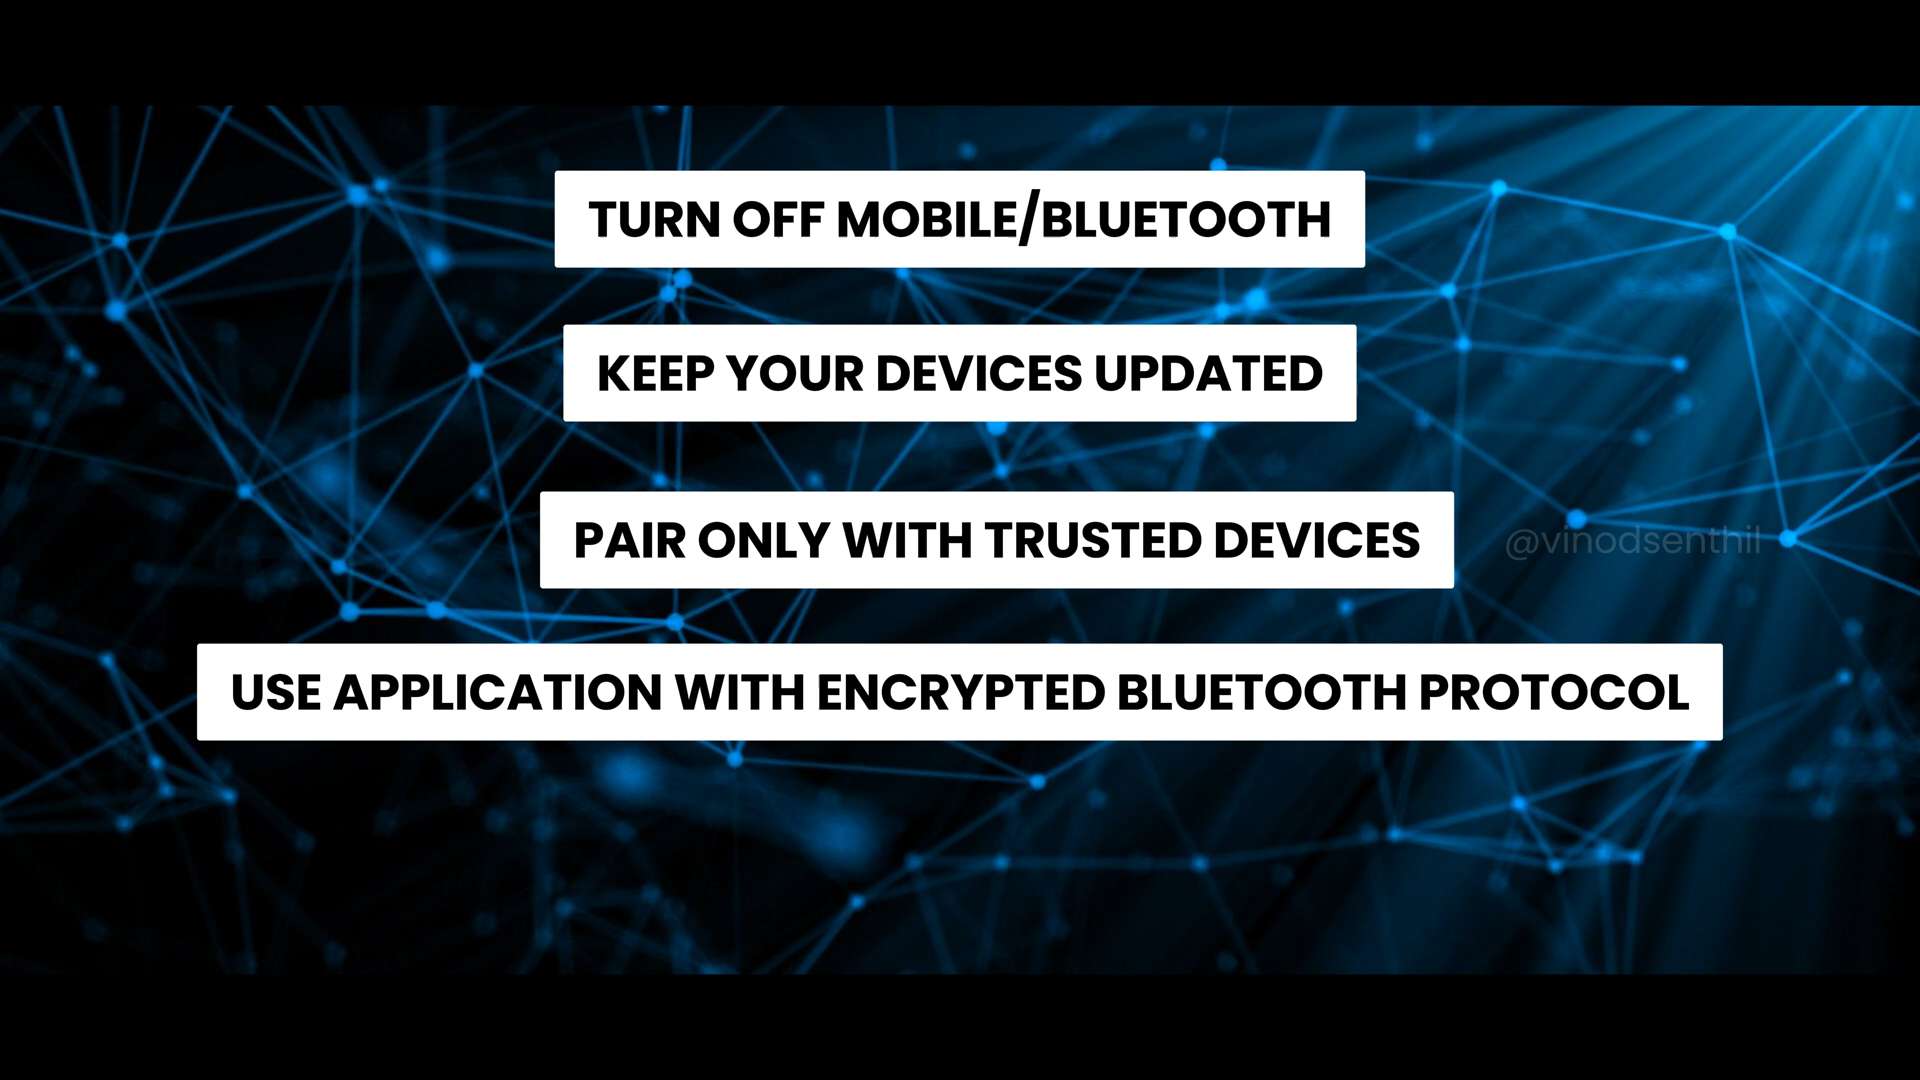 TURN OFF MOBILE/BLUETOOTH
KEEP YOUR DEVICES UPDATED
PAIR ONLY WITH TRUSTED DEVICES
@vinodsenthil
USE APPLICATION WITH ENCRYPTED BLUETOOTH PROTOCOL